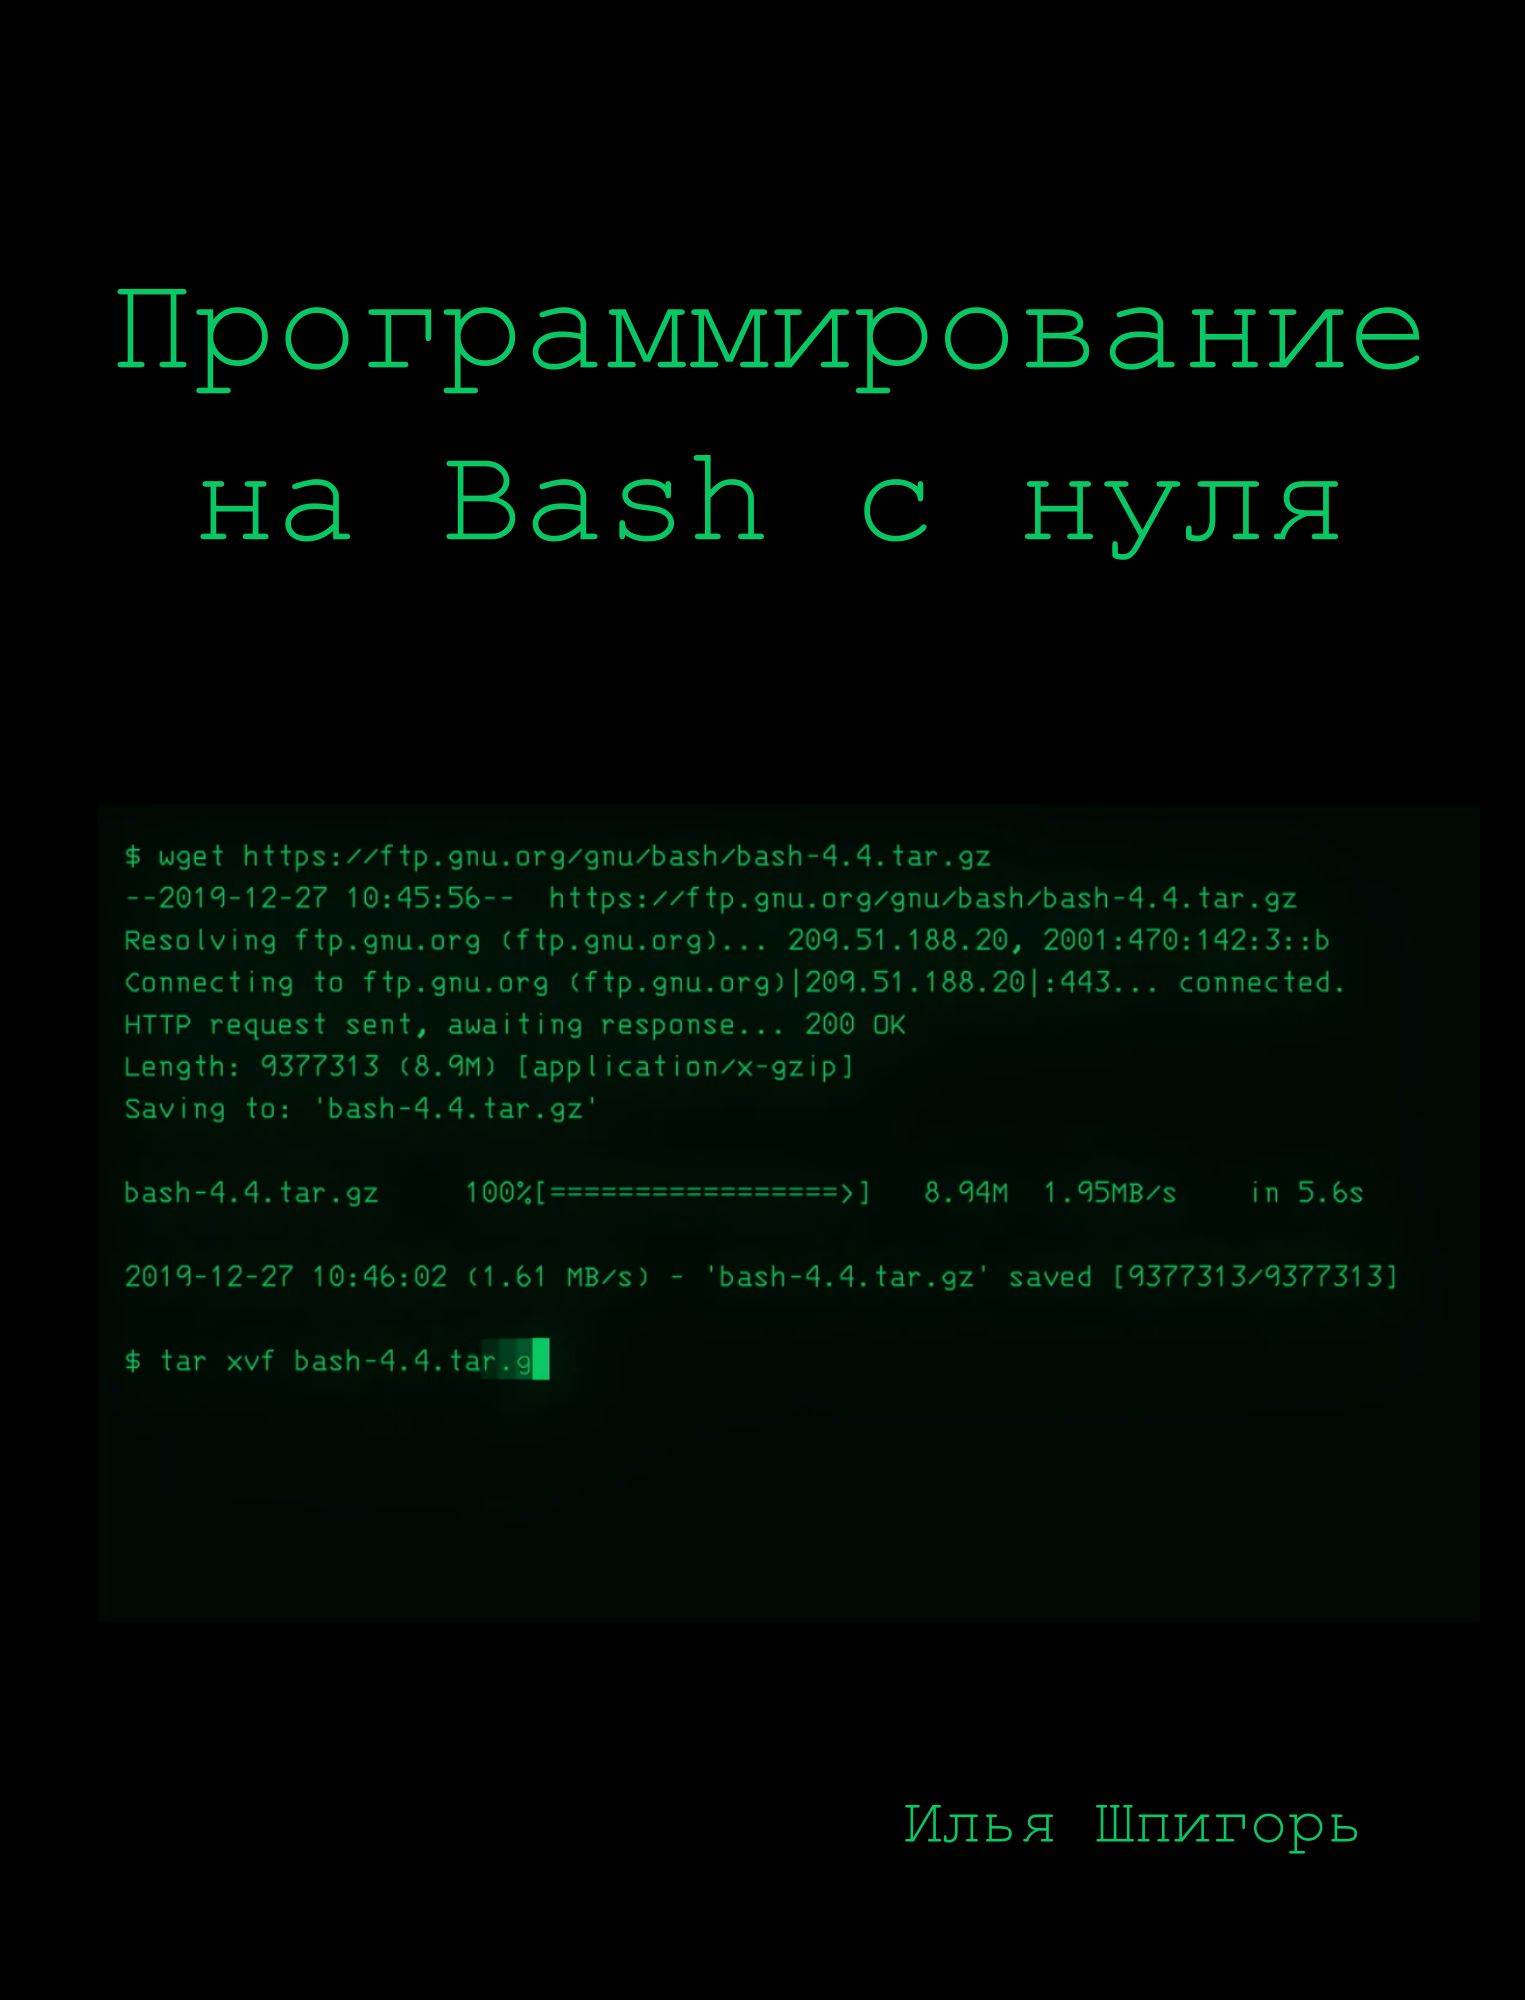 Программирование
на Bash с нуля
$ wget https://ftp.gnu.org/gnu/bash/bash-4.4.tar.gz
--2019-12-27 10:45:56--  https://ftp.gnu.org/gnu/bash/bash-4.4.tar.gz
Resolving ftp.gnu.org (ftp.gnu.org)... 209.51.188.20, 2001:470:142:3::b
Connecting to ftp.gnu.org (ftp.gnu.org)|209.51.188.20|:443... connected.
HTTP request sent, awaiting response... 200 OK
Length: 9377313 (8.9M) [application/x-gzip]
Saving to: 'bash-4.4.tar.gz'
bash-4.4.tar.gz     100%[=================>]   8.94M  1.95MB/s    in 5.6s
2019-12-27 10:46:02 (1.61 MB/s) - 'bash-4.4.tar.gz' saved [9377313/9377313]
$ tar xvf bash-4.4.tar.g
Илья Шпигорь